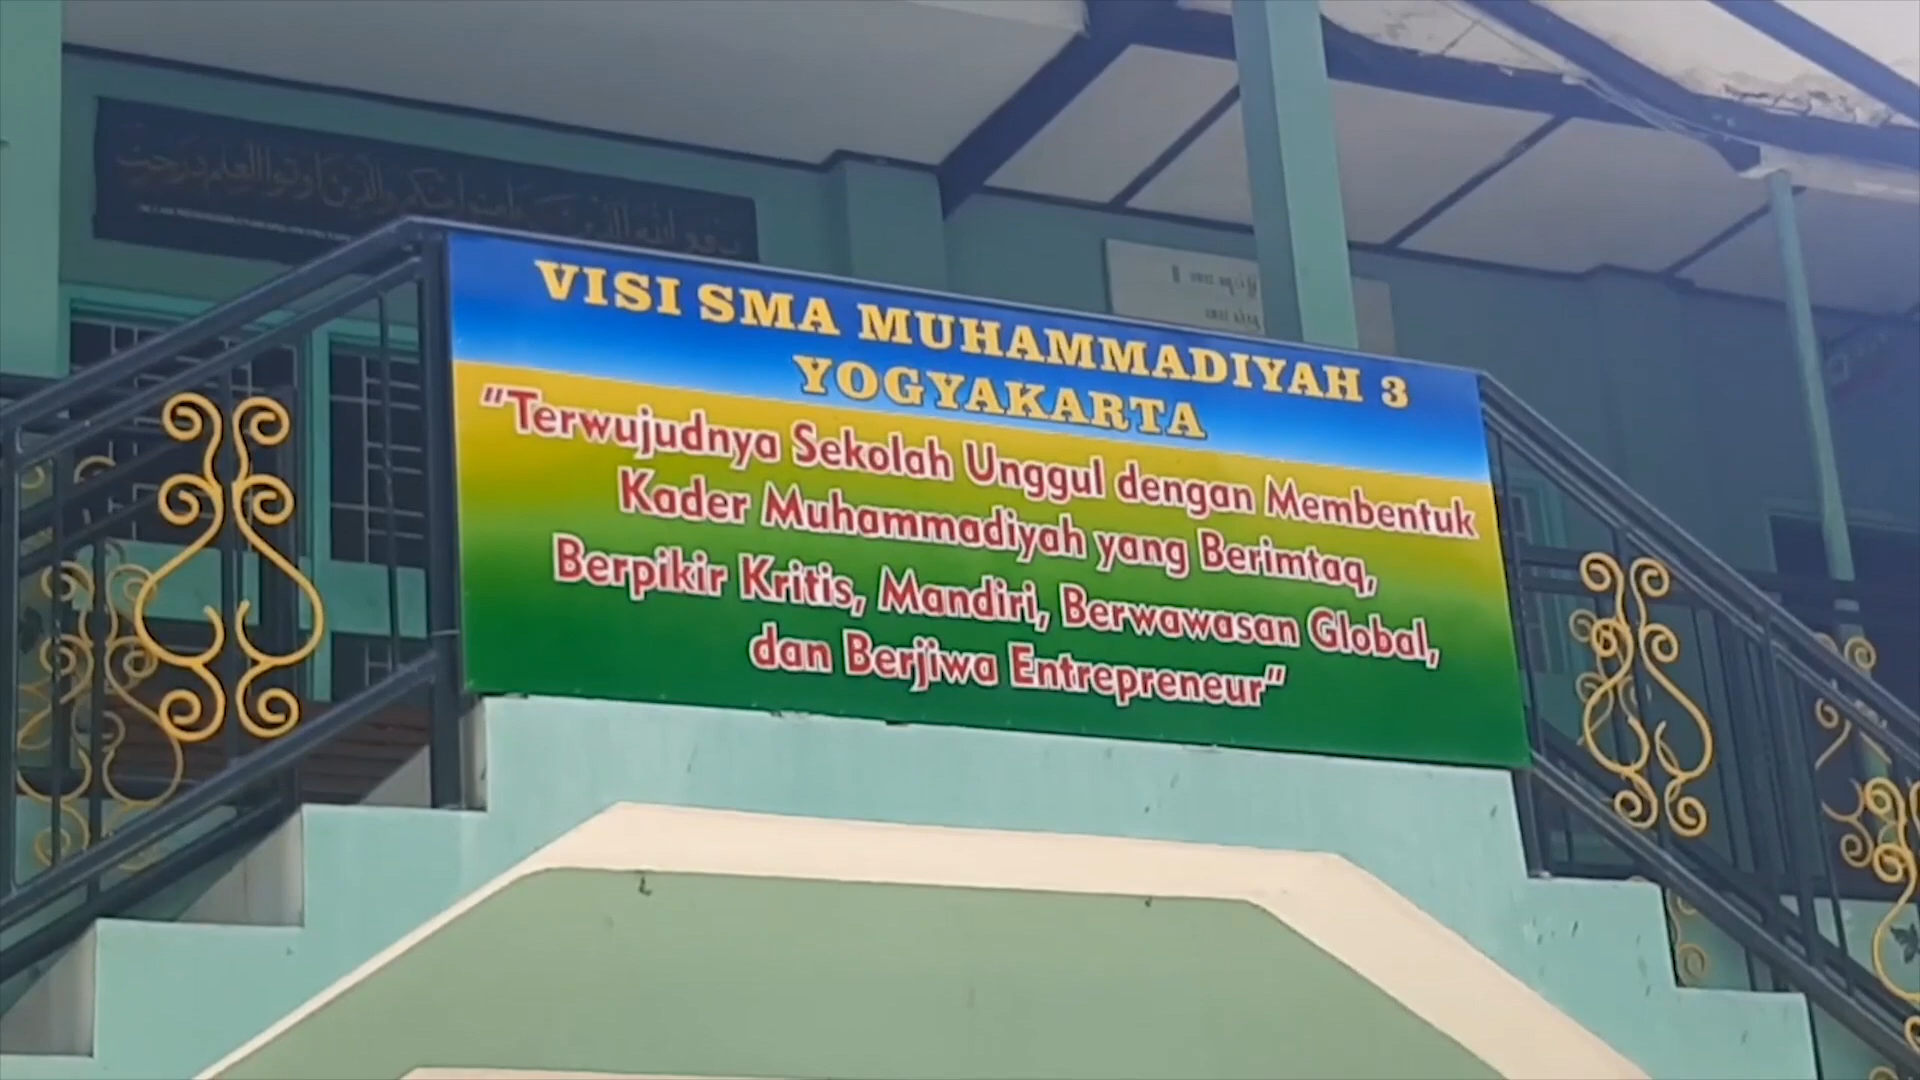 VISI SMA MUHAMMADIYAH 3
YOGYAKARTA
"Terwujudnya Sekolah Unggul dengan Membentuk
Kader Muhammadiyah yang Berimtaq,
Berpikir Kritis, Mandiri, Berwawasan Global,
dan Berjiwa Entrepreneur"